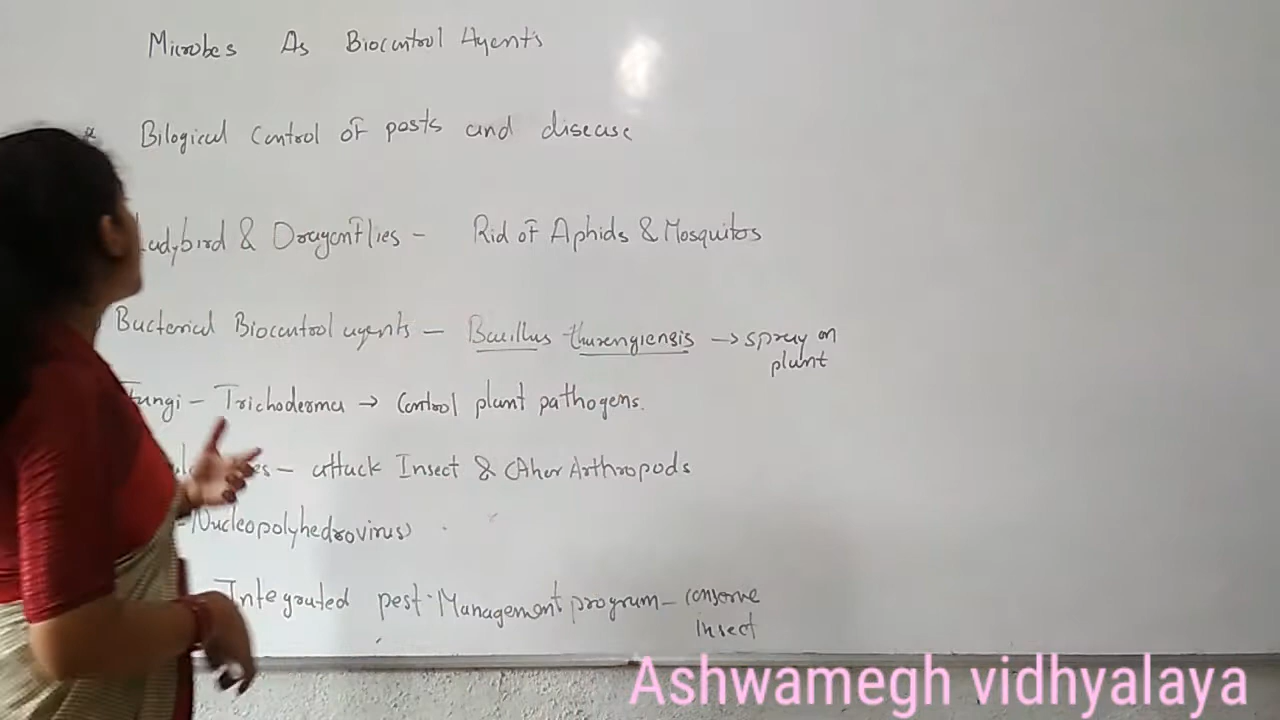 Microbes As Biocontrol Agents
* Bilogical Control of pests and disease
Ladybird & Dragonflies - Rid of Aphids & Mosquitos
Bacterial Biocontrol agents - Bacillus thurengiensis → spray on plant
Fungi - Trichoderma → Control plant pathogens.
- attack Insect & Other Arthropods
- Nucleopolyhedrovirus
Integrated pest Management program - conserve insect
Ashwamegh vidhyalaya